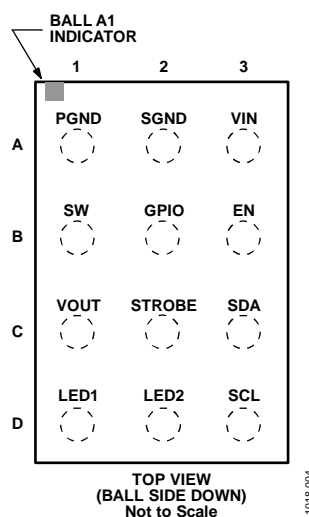 BALL A1
INDICATOR
1 2 3
PGND SGND VIN
A
SW GPIO EN
B
VOUT STROBE SDA
C
LED1 LED2 SCL
D
TOP VIEW
(BALL SIDE DOWN)
Not to Scale